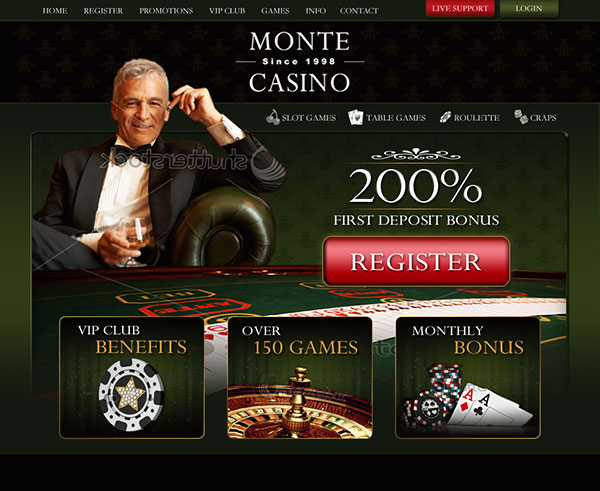 HOME REGISTER PROMOTIONS VIP CLUB GAMES INFO CONTACT LIVE SUPPORT LOGIN
MONTE
Since 1998
CASINO
SLOT GAMES TABLE GAMES ROULETTE CRAPS
shutterstock
200%
FIRST DEPOSIT BONUS
REGISTER
VIP CLUB
BENEFITS
OVER
150 GAMES
MONTHLY
BONUS
A A